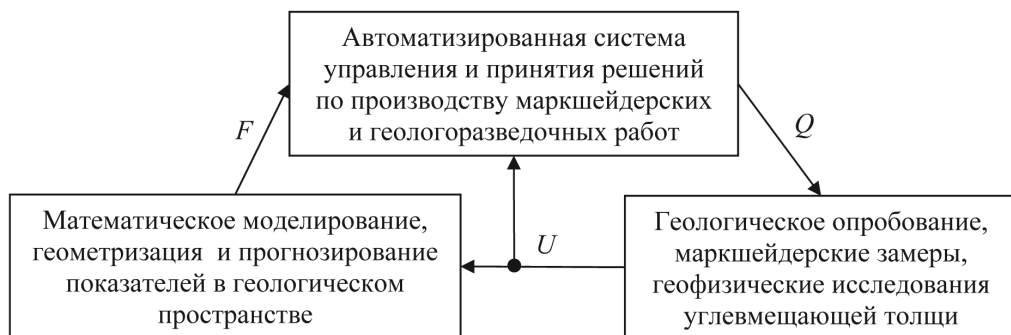 Автоматизированная система
управления и принятия решений
по производству маркшейдерских
и геологоразведочных работ
F
Q
Математическое моделирование,
геометризация и прогнозирование
показателей в геологическом
пространстве
U
Геологическое опробование,
маркшейдерские замеры,
геофизические исследования
углевмещающей толщи